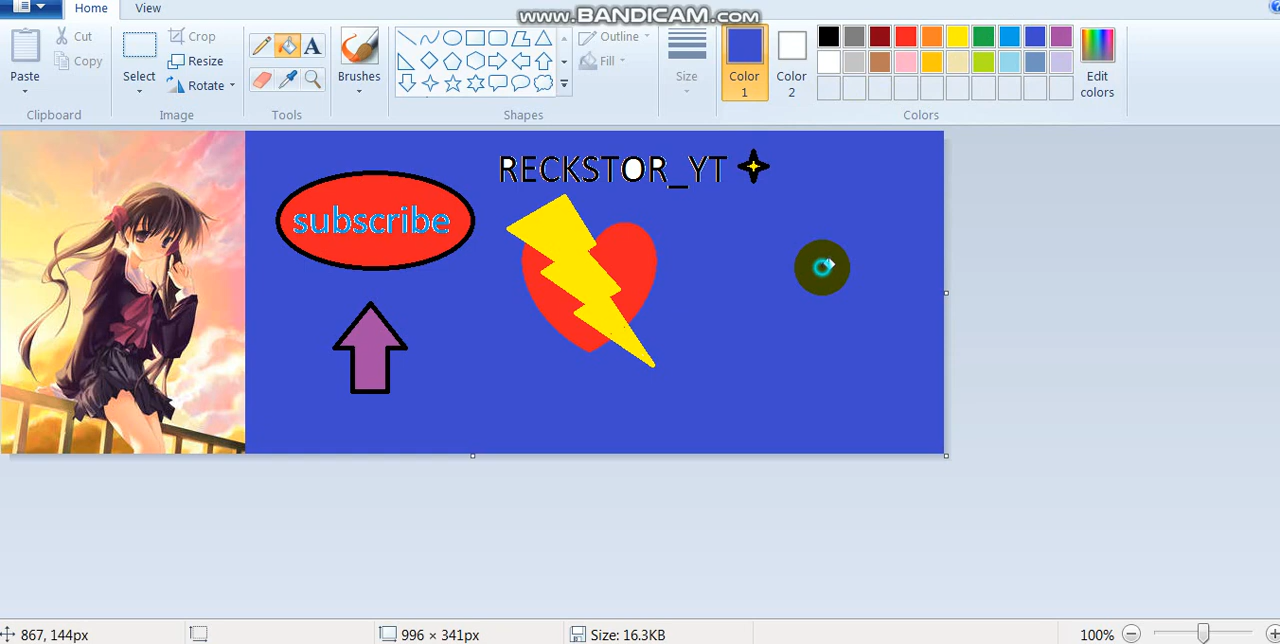 www.BANDICAM.com
Home View
Cut
Copy
Paste
Clipboard
Crop
Resize
Rotate
Select
Image
A
Tools
Brushes
Shapes
Outline
Fill
Size
Color 1
Color 2
Edit colors
Colors
subscribe
RECKSTOR_YT
867, 144px
996 × 341px
Size: 16.3KB
100%